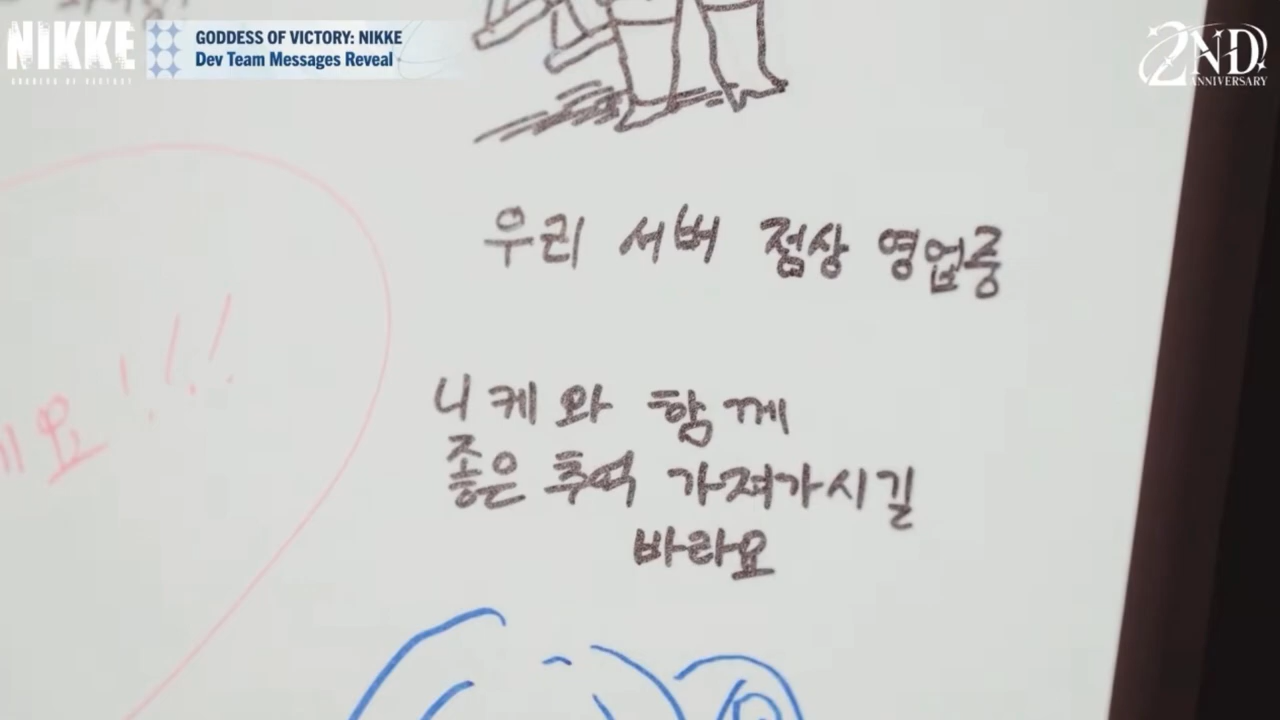 NIKKE
GODDESS OF VICTORY
GODDESS OF VICTORY: NIKKE
Dev Team Messages Reveal
2ND
ANNIVERSARY
우리 서버 점상 영업중
요!!!
니케와 함께
좋은 추억 가져가시길
바라요